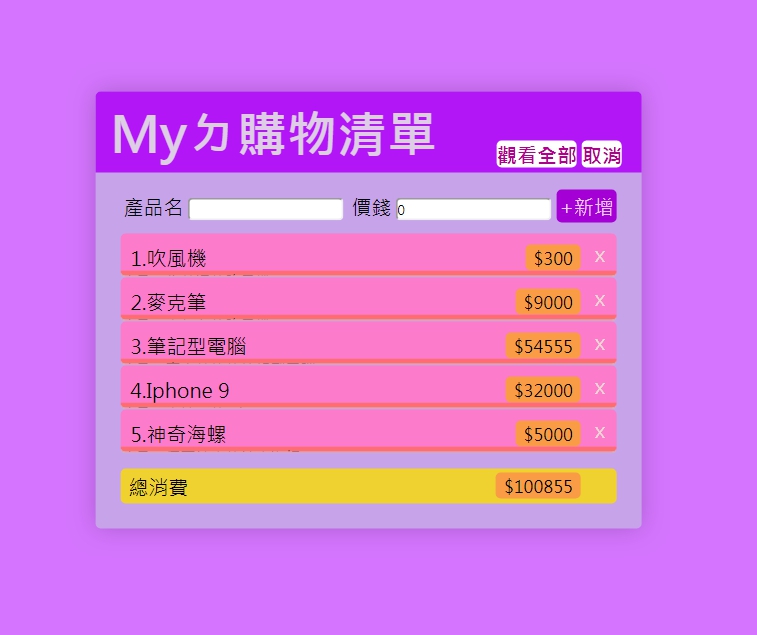 Myㄉ購物清單
觀看全部 取消
產品名 價錢 0 +新增
1.吹風機 $300 x
2.麥克筆 $9000 x
3.筆記型電腦 $54555 x
4.Iphone 9 $32000 x
5.神奇海螺 $5000 x
總消費 $100855